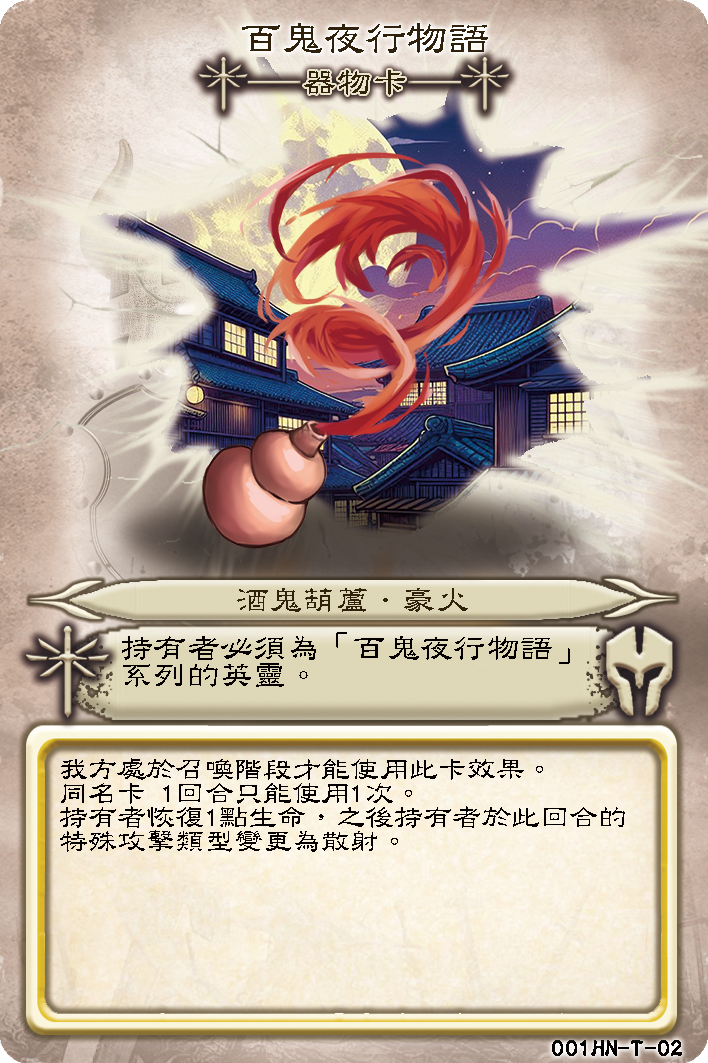 百鬼夜行物語
器物卡
酒鬼葫蘆·豪火
持有者必須為「百鬼夜行物語」
系列的英靈。
我方處於召喚階段才能使用此卡效果。
同名卡 1回合只能使用1次。
持有者恢復1點生命，之後持有者於此回合的
特殊攻擊類型變更為散射。
001HN-T-02